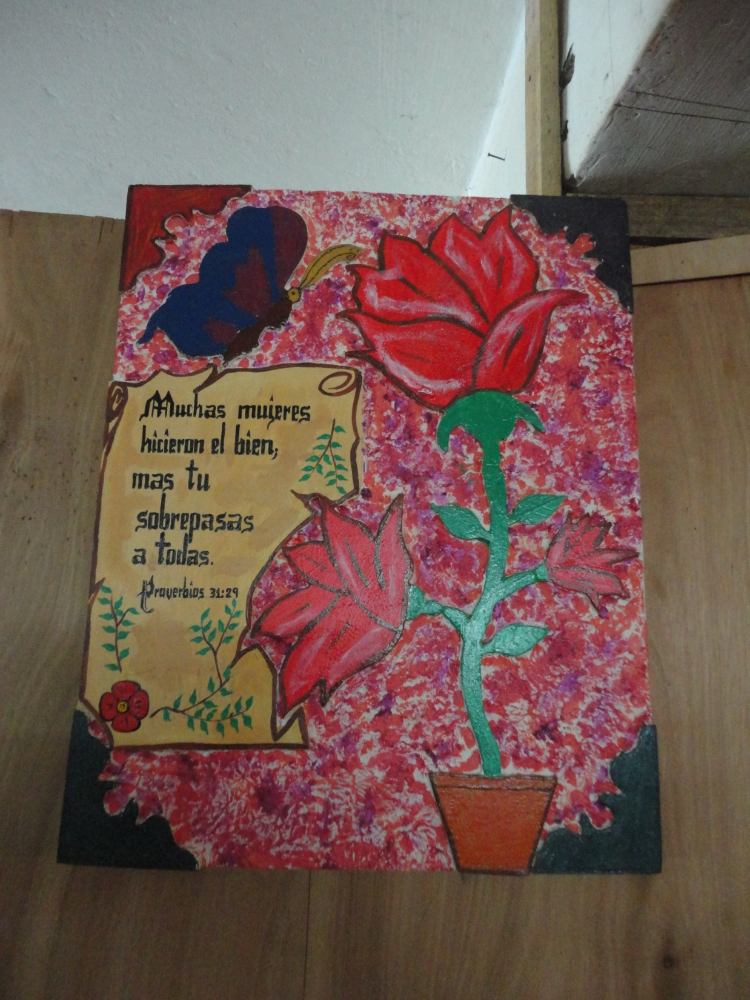 Muchas mujeres
hicieron el bien;
mas tu
sobrepasas
a todas.
Proverbios 31:29